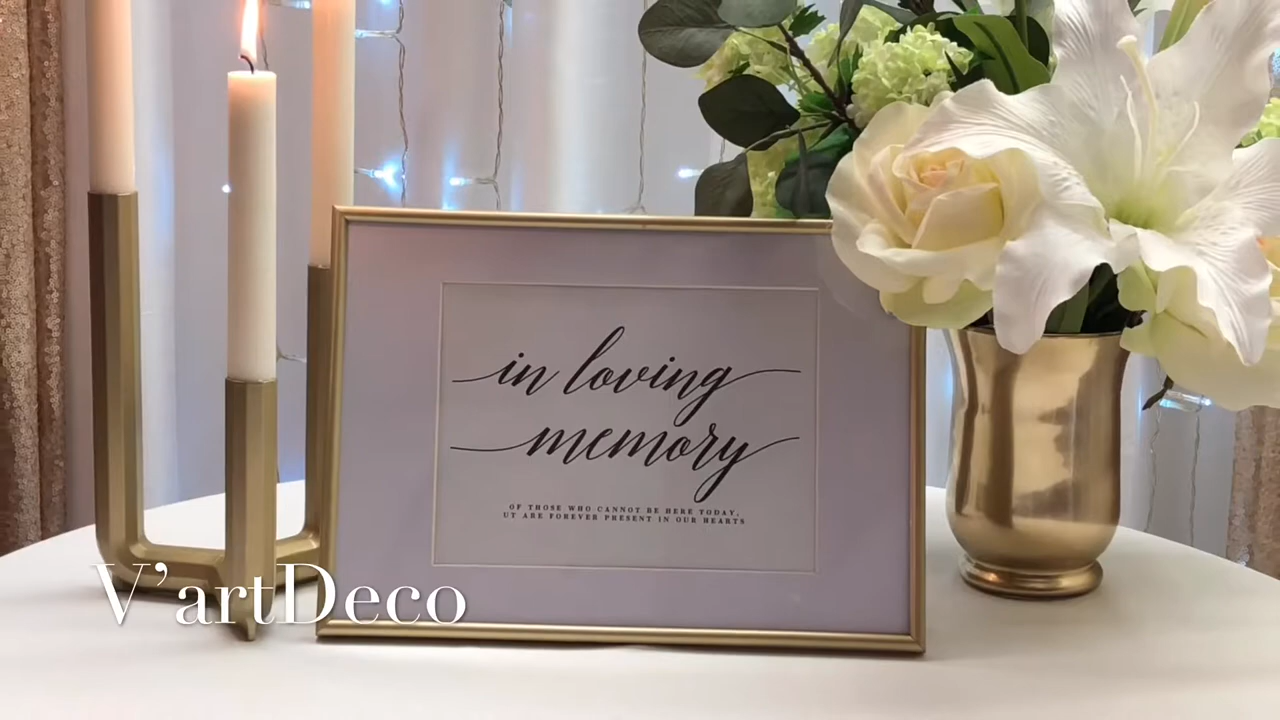 in loving
memory
OF THOSE WHO CANNOT BE HERE TODAY,
UT ARE FOREVER PRESENT IN OUR HEARTS
V'artDeco